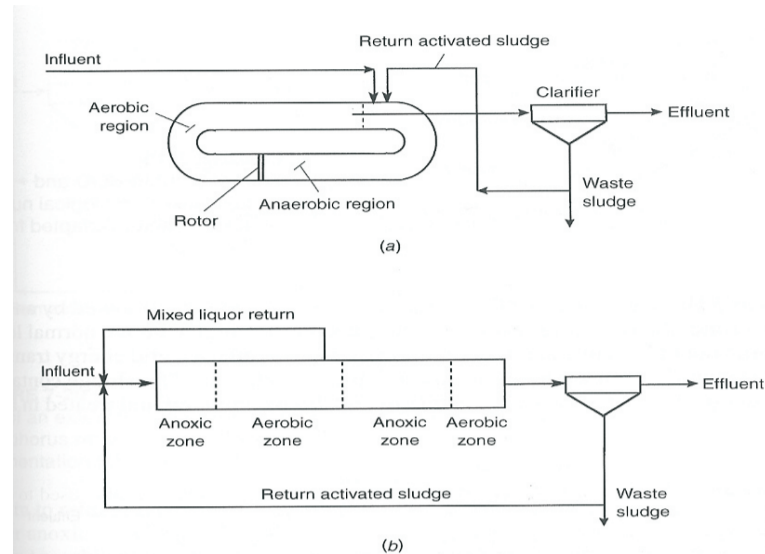 Return activated sludge
Influent
Clarifier
Aerobic
region
Effluent
Waste
sludge
Anaerobic region
Rotor
(a)
Mixed liquor return
Influent
Effluent
Anoxic
zone
Aerobic
zone
Anoxic
zone
Aerobic
zone
Return activated sludge
Waste
sludge
(b)